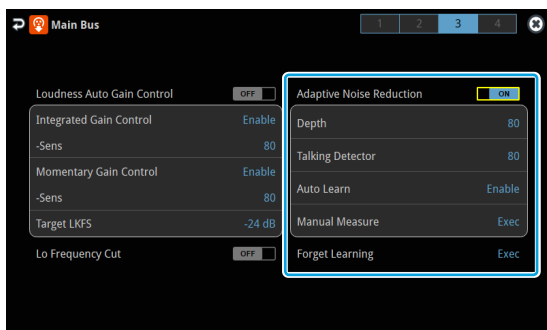 Main Bus
1 2 3 4
Loudness Auto Gain Control OFF
Integrated Gain Control Enable
-Sens 80
Momentary Gain Control Enable
-Sens 80
Target LKFS -24 dB
Lo Frequency Cut OFF
Adaptive Noise Reduction ON
Depth 80
Talking Detector 80
Auto Learn Enable
Manual Measure Exec
Forget Learning Exec